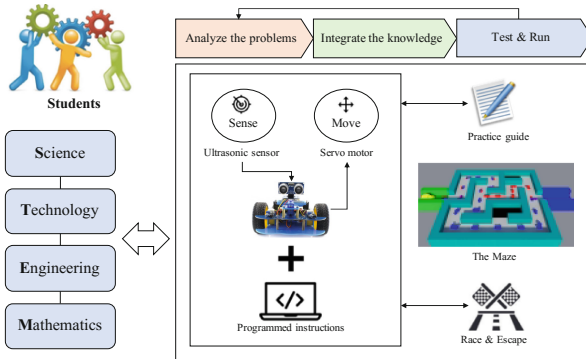 Analyze the problems
Integrate the knowledge
Test & Run
Students
Science
Technology
Engineering
Mathematics
Sense
Move
Ultrasonic sensor
Servo motor
Programmed instructions
Practice guide
The Maze
Race & Escape